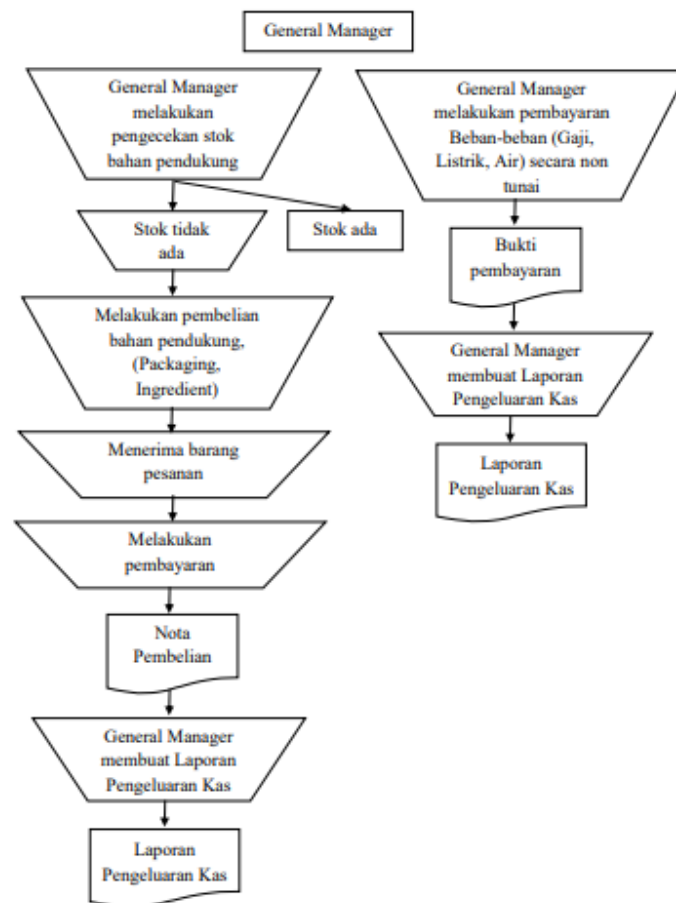 General Manager
General Manager
melakukan
pengecekan stok
bahan pendukung
Stok tidak
ada
Stok ada
Melakukan pembelian
bahan pendukung,
(Packaging,
Ingredient)
Menerima barang
pesanan
Melakukan
pembayaran
Nota
Pembelian
General Manager
membuat Laporan
Pengeluaran Kas
Laporan
Pengeluaran Kas
General Manager
melakukan pembayaran
Beban-beban (Gaji,
Listrik, Air) secara non
tunai
Bukti
pembayaran
General Manager
membuat Laporan
Pengeluaran Kas
Laporan
Pengeluaran Kas